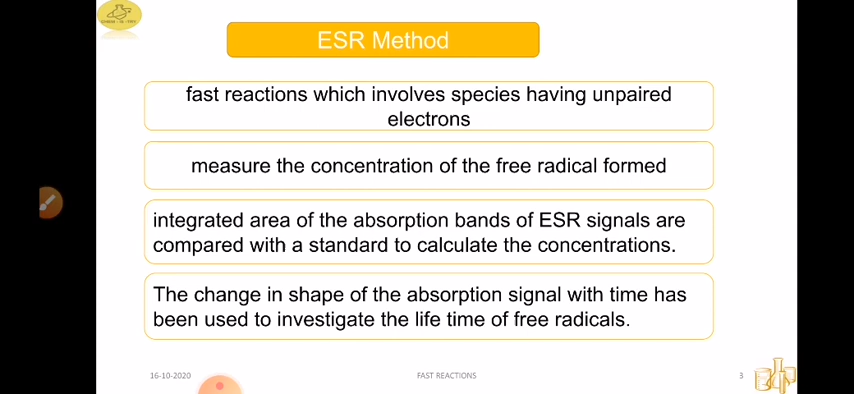 ESR Method
fast reactions which involves species having unpaired
electrons
measure the concentration of the free radical formed
integrated area of the absorption bands of ESR signals are
compared with a standard to calculate the concentrations.
The change in shape of the absorption signal with time has
been used to investigate the life time of free radicals.
16-10-2020
FAST REACTIONS
3